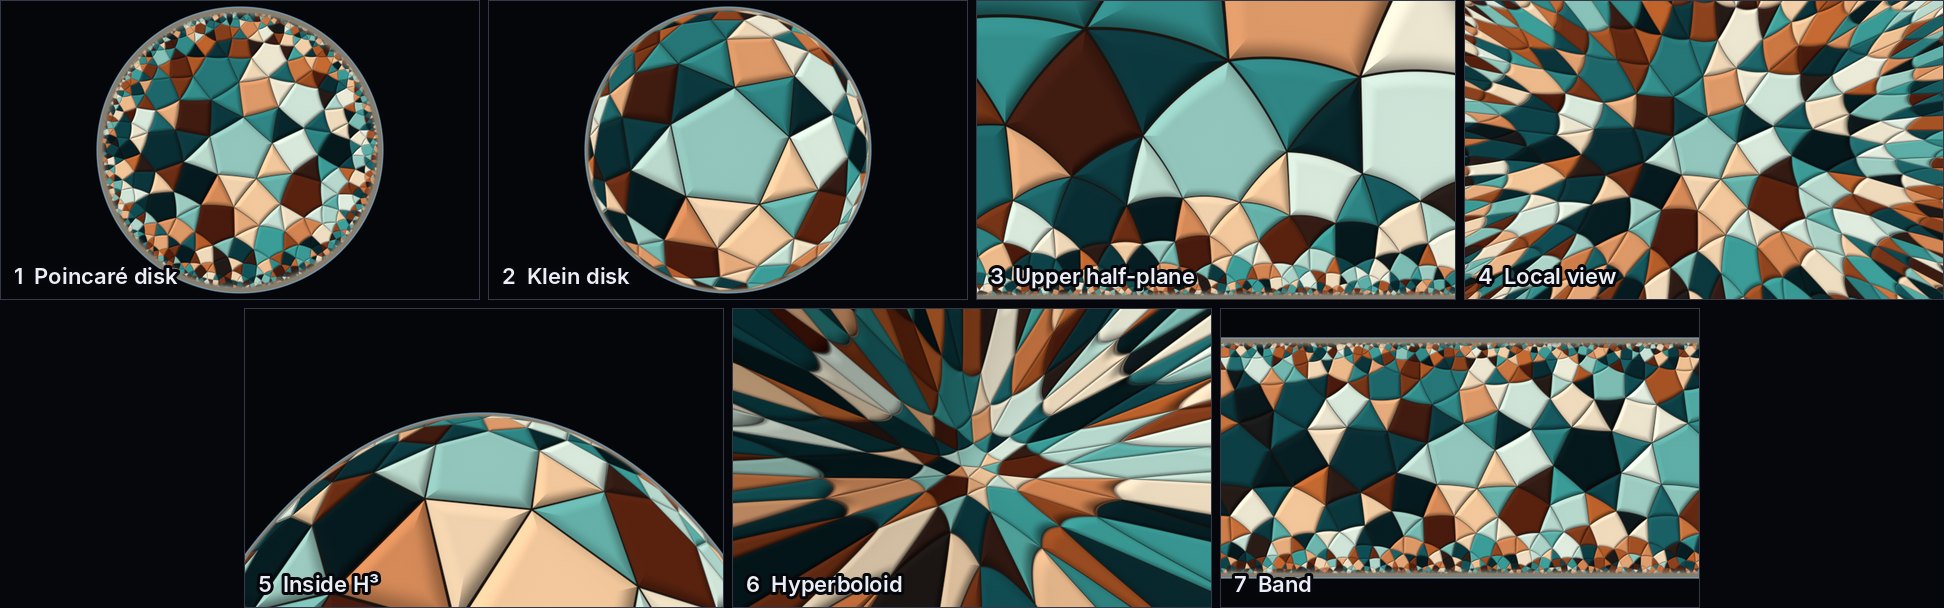 1 Poincaré disk
2 Klein disk
3 Upper half-plane
4 Local view
5 Inside H³
6 Hyperboloid
7 Band